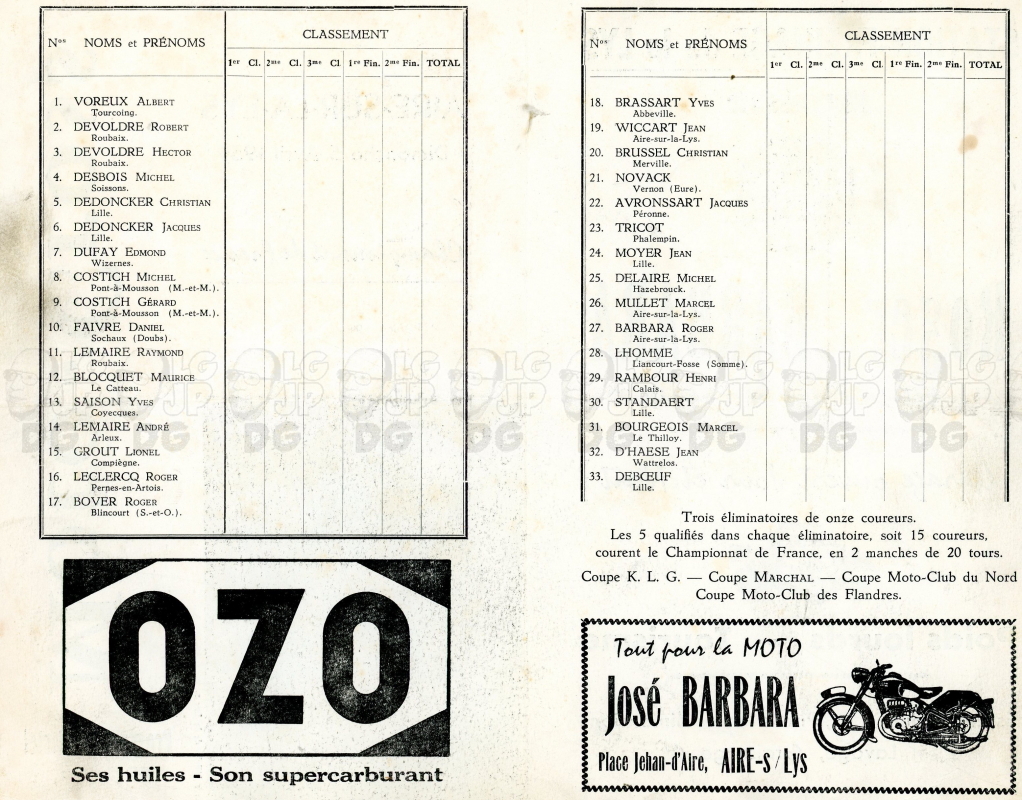 Nos NOMS et PRÉNOMS
CLASSEMENT
1er Cl. 2me Cl. 3me Cl 1re Fin. 2me Fin. TOTAL
1. VOREUX ALBERT
Tourcoing.
2. DEVOLDRE ROBERT
Roubaix.
3. DEVOLDRE HECTOR
Roubaix.
4. DESBOIS MICHEL
Soissons.
5. DEDONCKER CHRISTIAN
Lille.
6. DEDONCKER JACQUES
Lille.
7. DUFAY EDMOND
Wizernes.
8. COSTICH MICHEL
Pont-à-Mousson (M.-et-M.).
9. COSTICH GÉRARD
Pont-à-Mousson (M.-et-M.).
10. FAIVRE DANIEL
Sochaux (Doubs).
11. LEMAIRE RAYMOND
Roubaix.
12. BLOCQUET MAURICE
Le Catteau.
13. SAISON YVES
Coyecques.
14. LEMAIRE ANDRÉ
Arleux.
15. GROUT LIONEL
Compiègne.
16. LECLERCQ ROGER
Pernes-en-Artois.
17. BOVER ROGER
Blincourt (S.-et-O.).
OZO
Ses huiles - Son supercarburant
Nos NOMS et PRÉNOMS
CLASSEMENT
1er Cl. 2me Cl. 3me Cl. 1re Fin. 2me Fin. TOTAL
18. BRASSART YVES
Abbeville.
19. WICCART JEAN
Aire-sur-la-Lys.
20. BRUSSEL CHRISTIAN
Merville.
21. NOVACK
Vernon (Eure).
22. AVRONSSART JACQUES
Péronne.
23. TRICOT
Phalempin.
24. MOYER JEAN
Lille.
25. DELAIRE MICHEL
Hazebrouck.
26. MULLET MARCEL
Aire-sur-la-Lys.
27. BARBARA ROGER
Aire-sur-la-Lys.
28. LHOMME
Liancourt-Fosse (Somme).
29. RAMBOUR HENRI
Calais.
30. STANDAERT
Lille.
31. BOURGEOIS MARCEL
Le Thilloy.
32. D'HAESE JEAN
Wattrelos.
33. DEBŒUF
Lille.
Trois éliminatoires de onze coureurs.
Les 5 qualifiés dans chaque éliminatoire, soit 15 coureurs,
courent le Championnat de France, en 2 manches de 20 tours.
Coupe K. L. G. — Coupe MARCHAL — Coupe Moto-Club du Nord
Coupe Moto-Club des Flandres.
Tout pour la MOTO
José BARBARA
Place Jehan-d'Aire, AIRE-s/Lys
LG JP DG